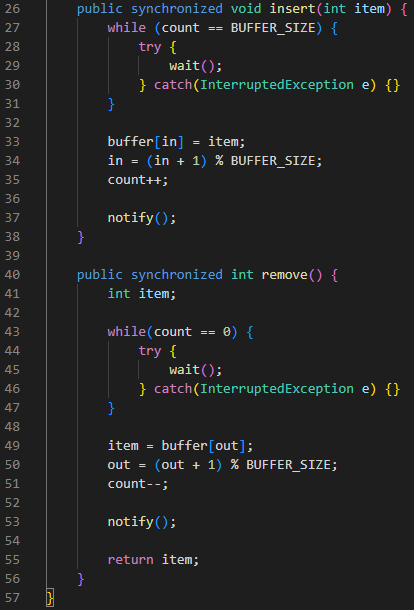 26 public synchronized void insert(int item) {
27 while (count == BUFFER_SIZE) {
28 try {
29 wait();
30 } catch(InterruptedException e) {}
31 }
32
33 buffer[in] = item;
34 in = (in + 1) % BUFFER_SIZE;
35 count++;
36
37 notify();
38 }
39
40 public synchronized int remove() {
41 int item;
42
43 while(count == 0) {
44 try {
45 wait();
46 } catch(InterruptedException e) {}
47 }
48
49 item = buffer[out];
50 out = (out + 1) % BUFFER_SIZE;
51 count--;
52
53 notify();
54
55 return item;
56 }
57 }